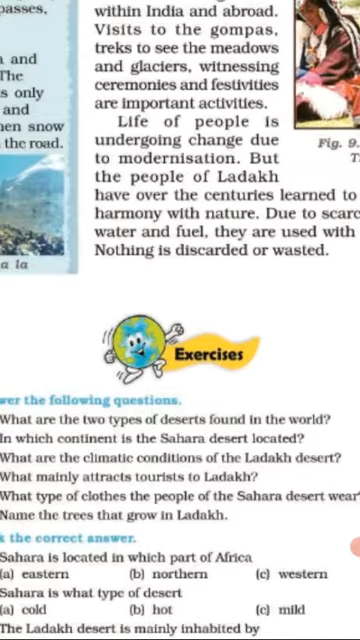 passes,
and
The
s only
and
when snow
the road.
a la
within India and abroad.
Visits to the gompas,
treks to see the meadows
and glaciers, witnessing
ceremonies and festivities
are important activities.
Life of people is
undergoing change due
to modernisation. But
the people of Ladakh
have over the centuries learned to
harmony with nature. Due to scarc
water and fuel, they are used with
Nothing is discarded or wasted.
Fig. 9.
T
Exercises
wer the following questions.
What are the two types of deserts found in the world?
In which continent is the Sahara desert located?
What are the climatic conditions of the Ladakh desert?
What mainly attracts tourists to Ladakh?
What type of clothes the people of the Sahara desert wear
Name the trees that grow in Ladakh.
k the correct answer.
Sahara is located in which part of Africa
(a) eastern (b) northern (c) western
Sahara is what type of desert
(a) cold (b) hot (c) mild
The Ladakh desert is mainly inhabited by